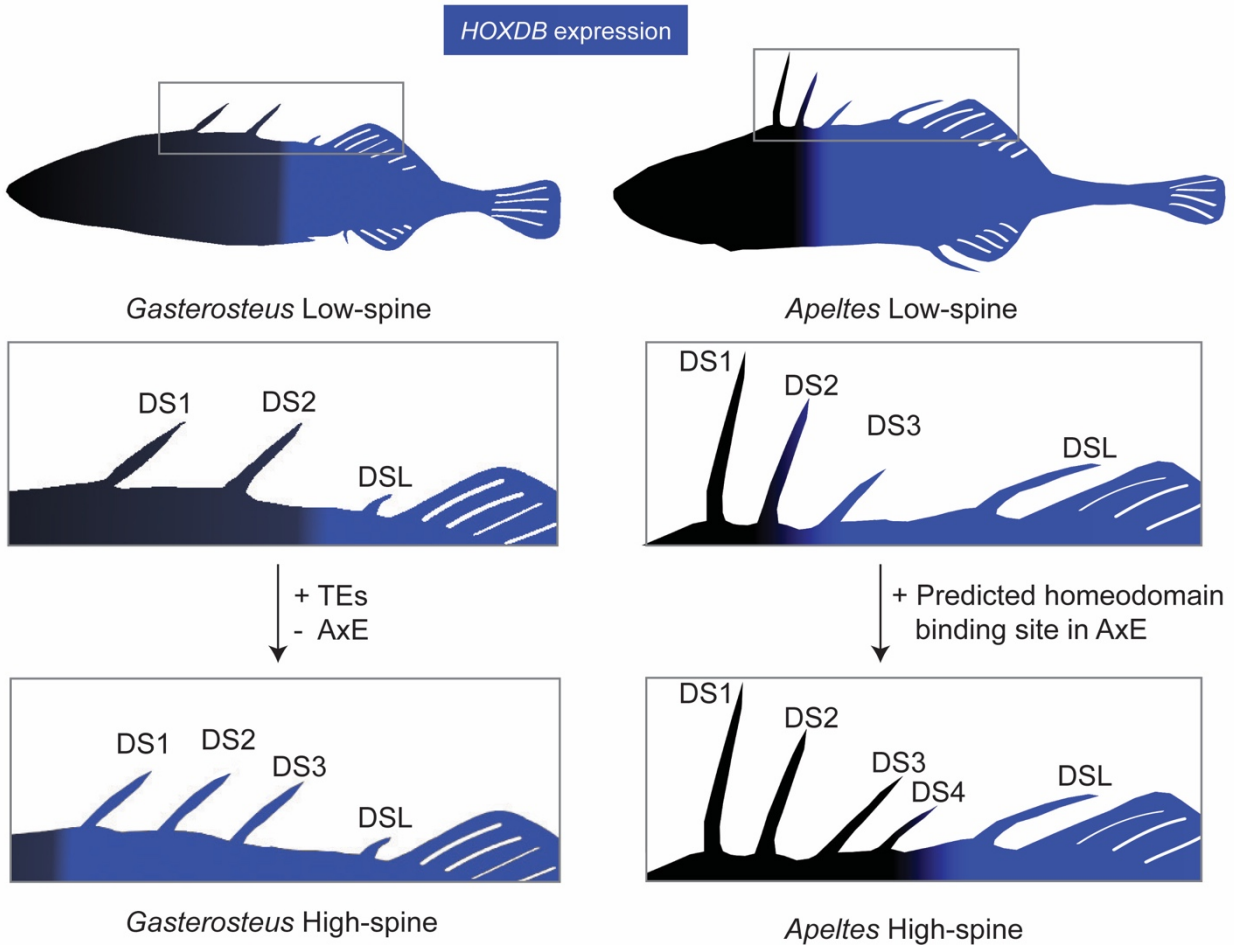 HOXDB expression
Gasterosteus Low-spine
Apeltes Low-spine
DS1
DS2
DSL
DS1
DS2
DS3
DSL
+ TEs
- AxE
+ Predicted homeodomain
binding site in AxE
DS1
DS2
DS3
DSL
DS1
DS2
DS3
DS4
DSL
Gasterosteus High-spine
Apeltes High-spine